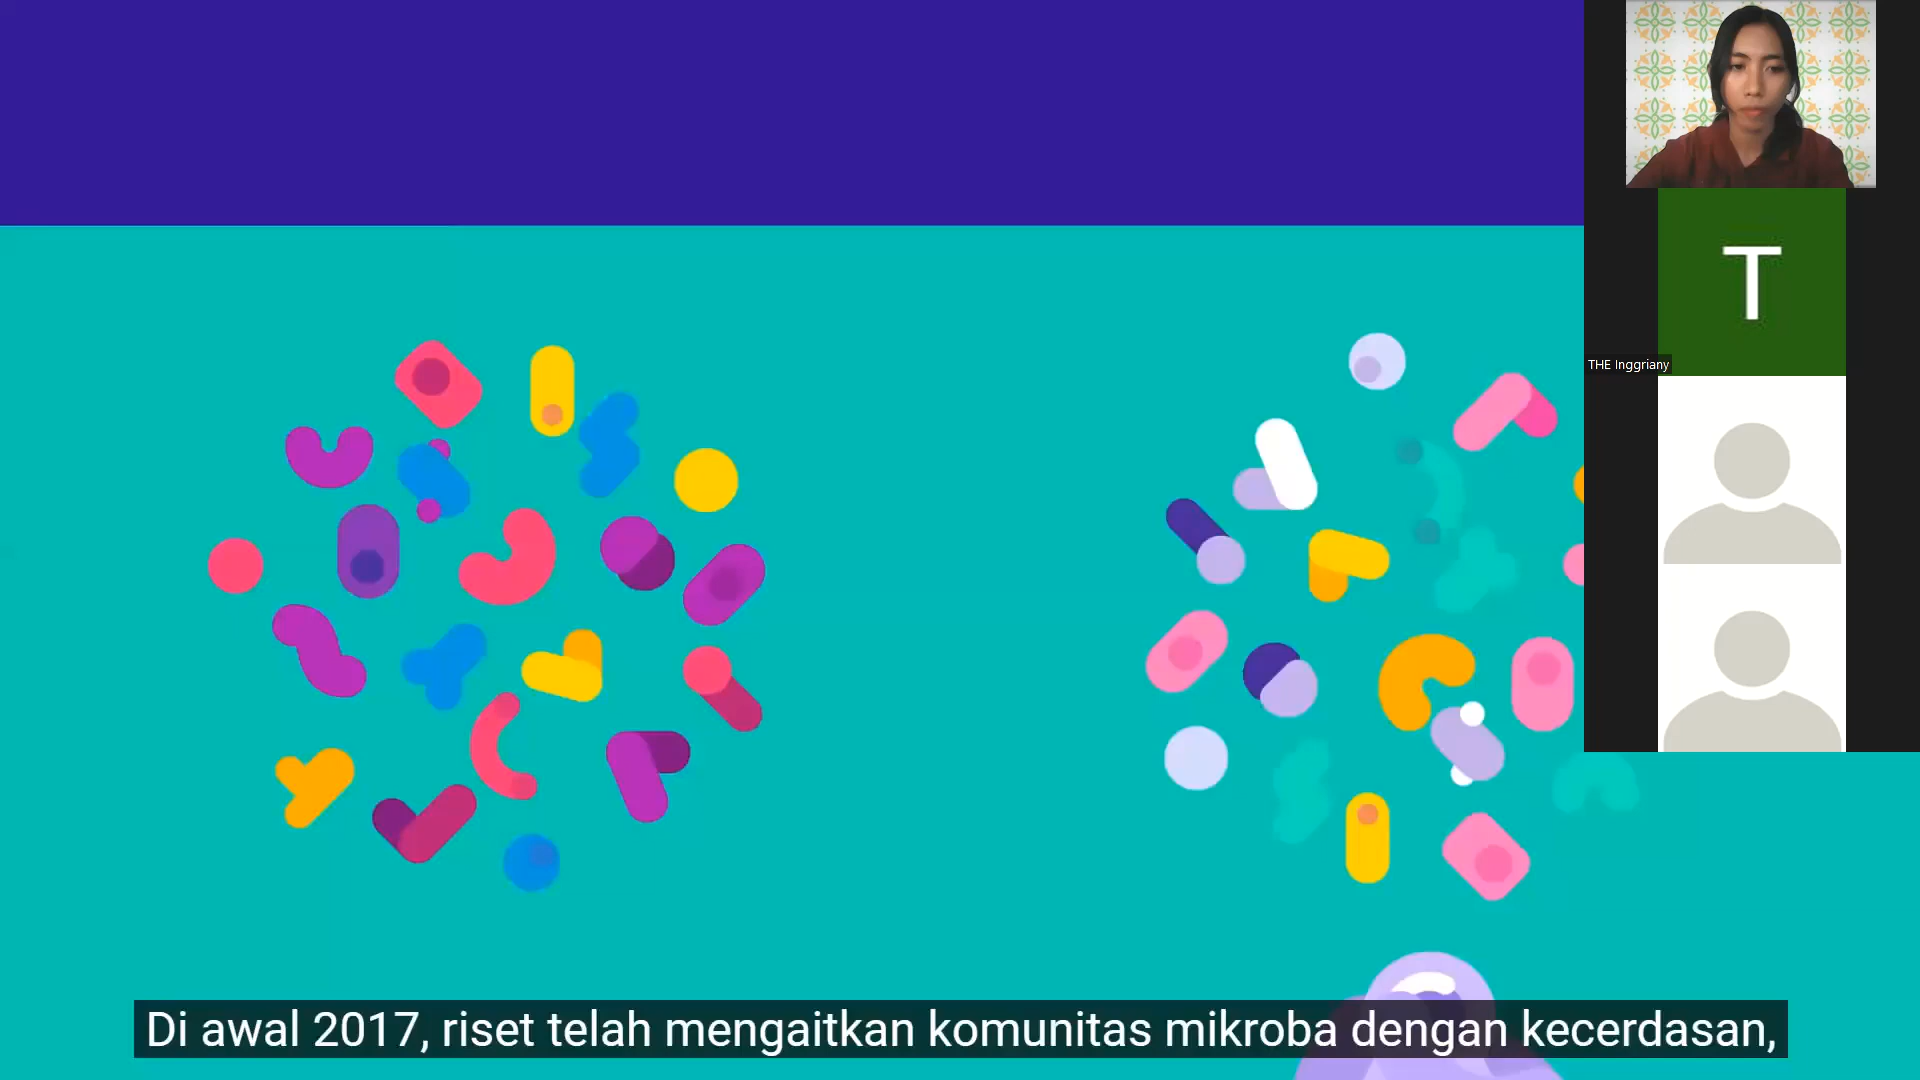 T
THE Inggriany
Di awal 2017, riset telah mengaitkan komunitas mikroba dengan kecerdasan,